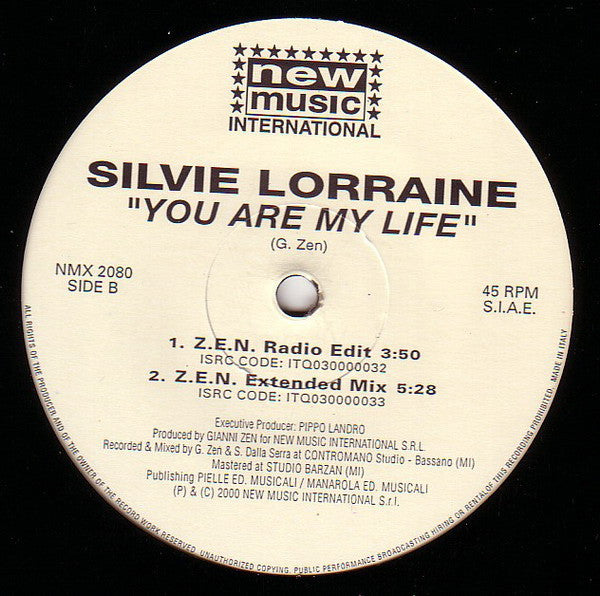 new
music
INTERNATIONAL
SILVIE LORRAINE
"YOU ARE MY LIFE"
(G. Zen)
NMX 2080
SIDE B
45 RPM
S.I.A.E.
1. Z.E.N. Radio Edit 3:50
ISRC CODE: ITQ030000032
2. Z.E.N. Extended Mix 5:28
ISRC CODE: ITQ030000033
Executive Producer: PIPPO LANDRO
Produced by GIANNI ZEN for NEW MUSIC INTERNATIONAL S.R.L.
Recorded & Mixed by G. Zen & S. Dalla Serra at CONTROMANO Studio - Bassano (MI)
Mastered at STUDIO BARZAN (MI)
Publishing PIELLE ED. MUSICALI / MANAROLA ED. MUSICALI
(P) & (C) 2000 NEW MUSIC INTERNATIONAL S.r.l.
ALL RIGHTS OF THE PRODUCER AND OF THE OWNER OF THE RECORD WORK RESERVED. UNAUTHORIZED COPYING. PUBLIC PERFORMANCE BROADCASTING HIRING OR RENTAL OF THIS RECORDING PROHIBITED. MADE IN ITALY